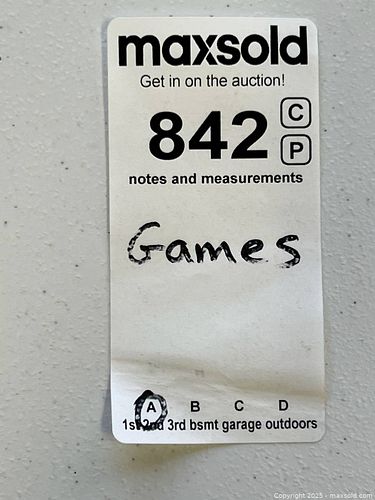 maxsold
Get in on the auction!
842 C
P
notes and measurements
Games
A B C D
1st 2nd 3rd bsmt garage outdoors
Copyright 2025 - maxsold.com